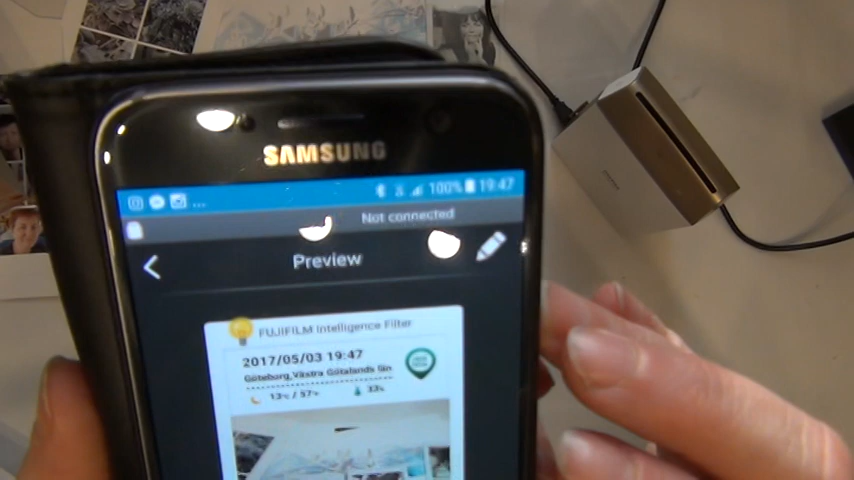 SAMSUNG
... 100% 19:47
Not connected
Preview
FUJIFILM Intelligence Filter
2017/05/03 19:47
Göteborg,Västra Götalands län
13℃ / 57℉ 33%